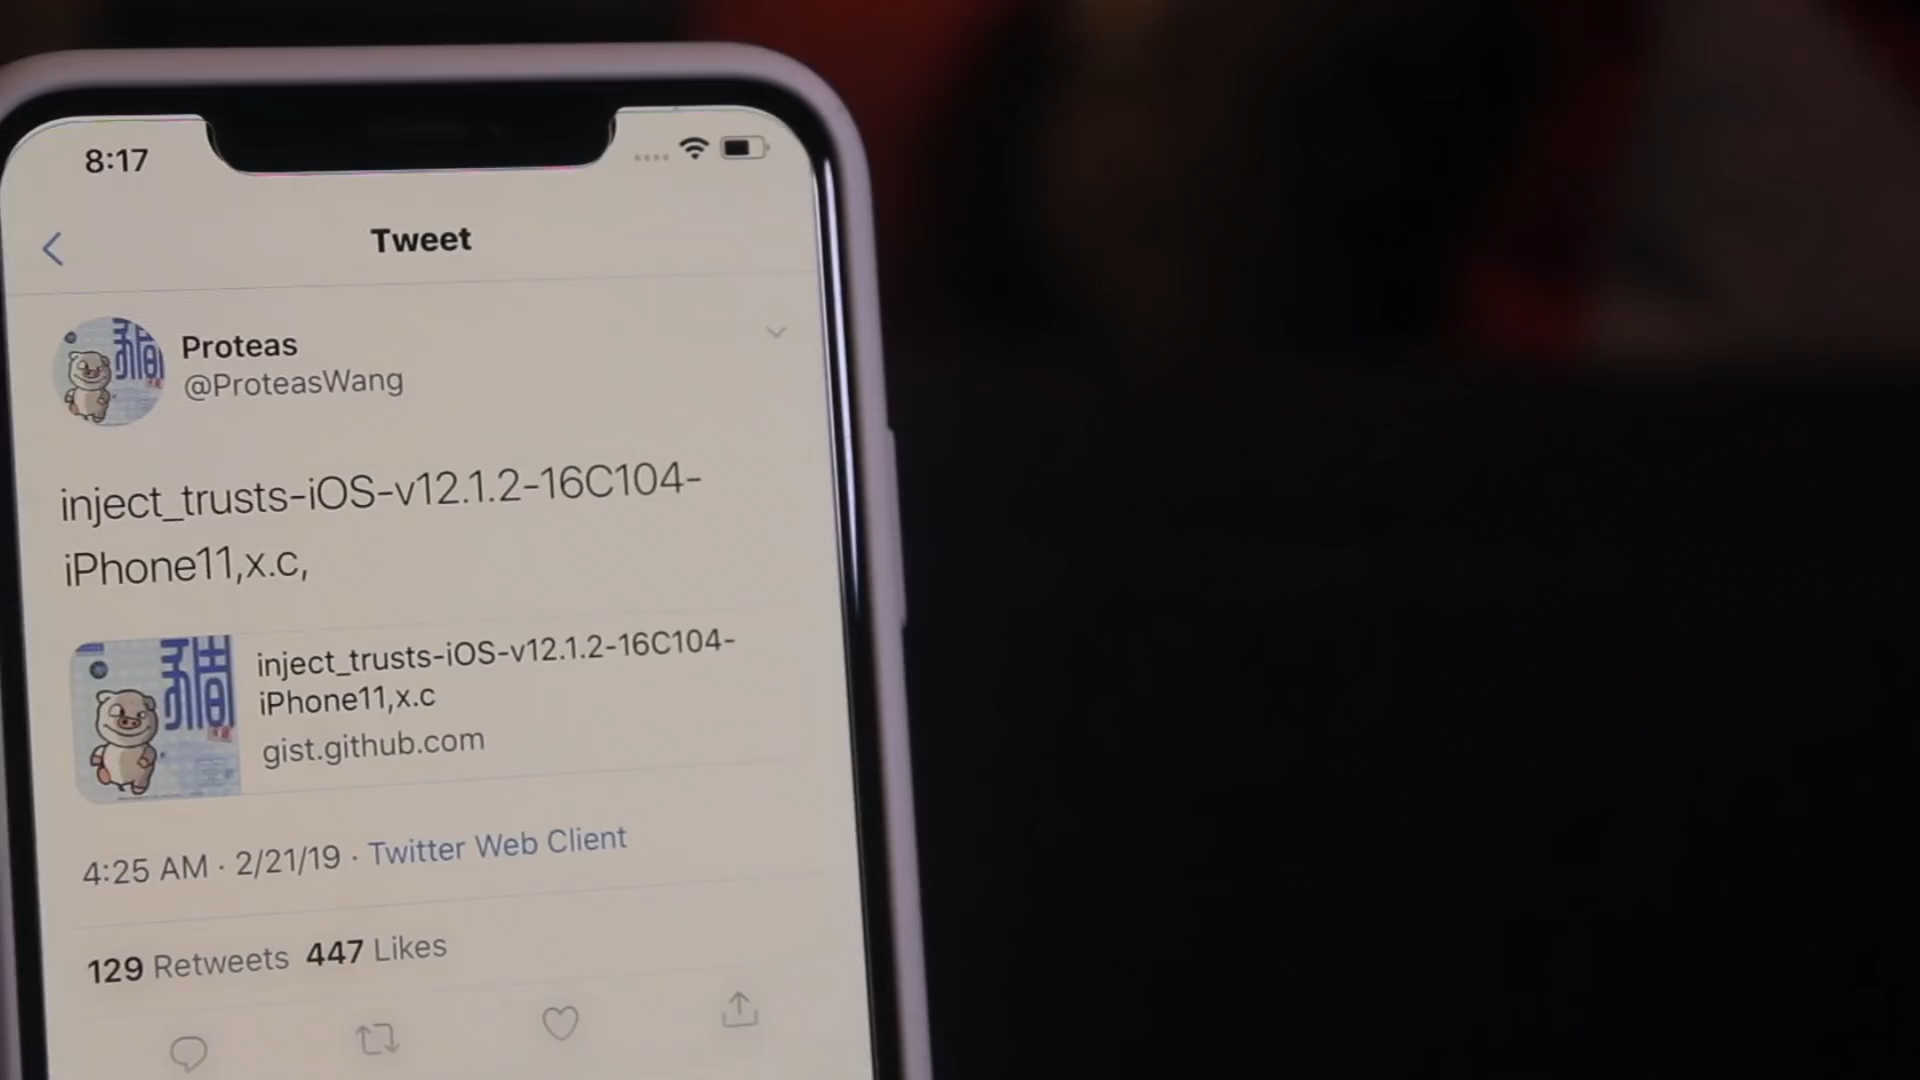 8:17
Tweet
Proteas
@ProteasWang
inject_trusts-iOS-v12.1.2-16C104-
iPhone11,x.c,
inject_trusts-iOS-v12.1.2-16C104-
iPhone11,x.c
gist.github.com
4:25 AM · 2/21/19 · Twitter Web Client
129 Retweets 447 Likes